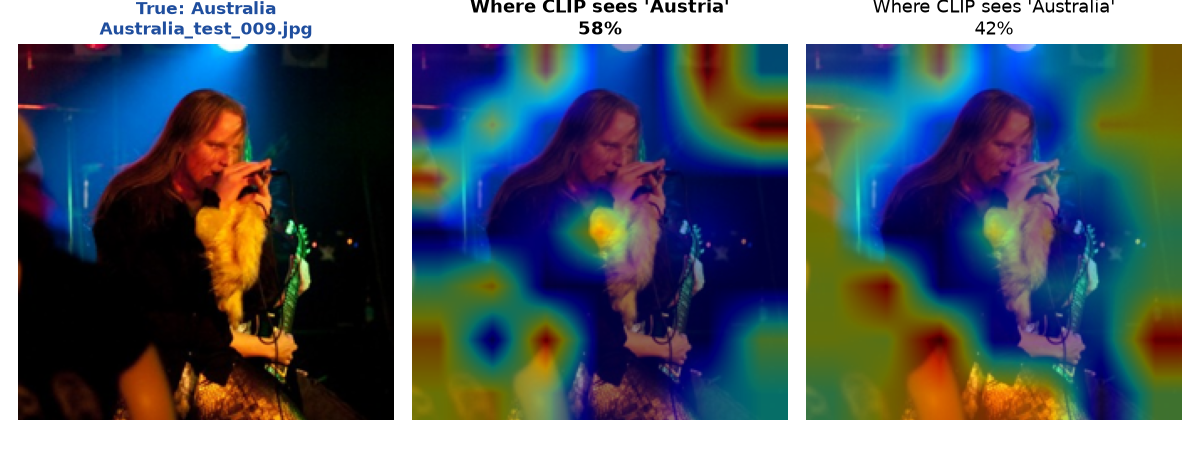 True: Australia
Australia_test_009.jpg
Where CLIP sees 'Austria'
58%
Where CLIP sees 'Australia'
42%